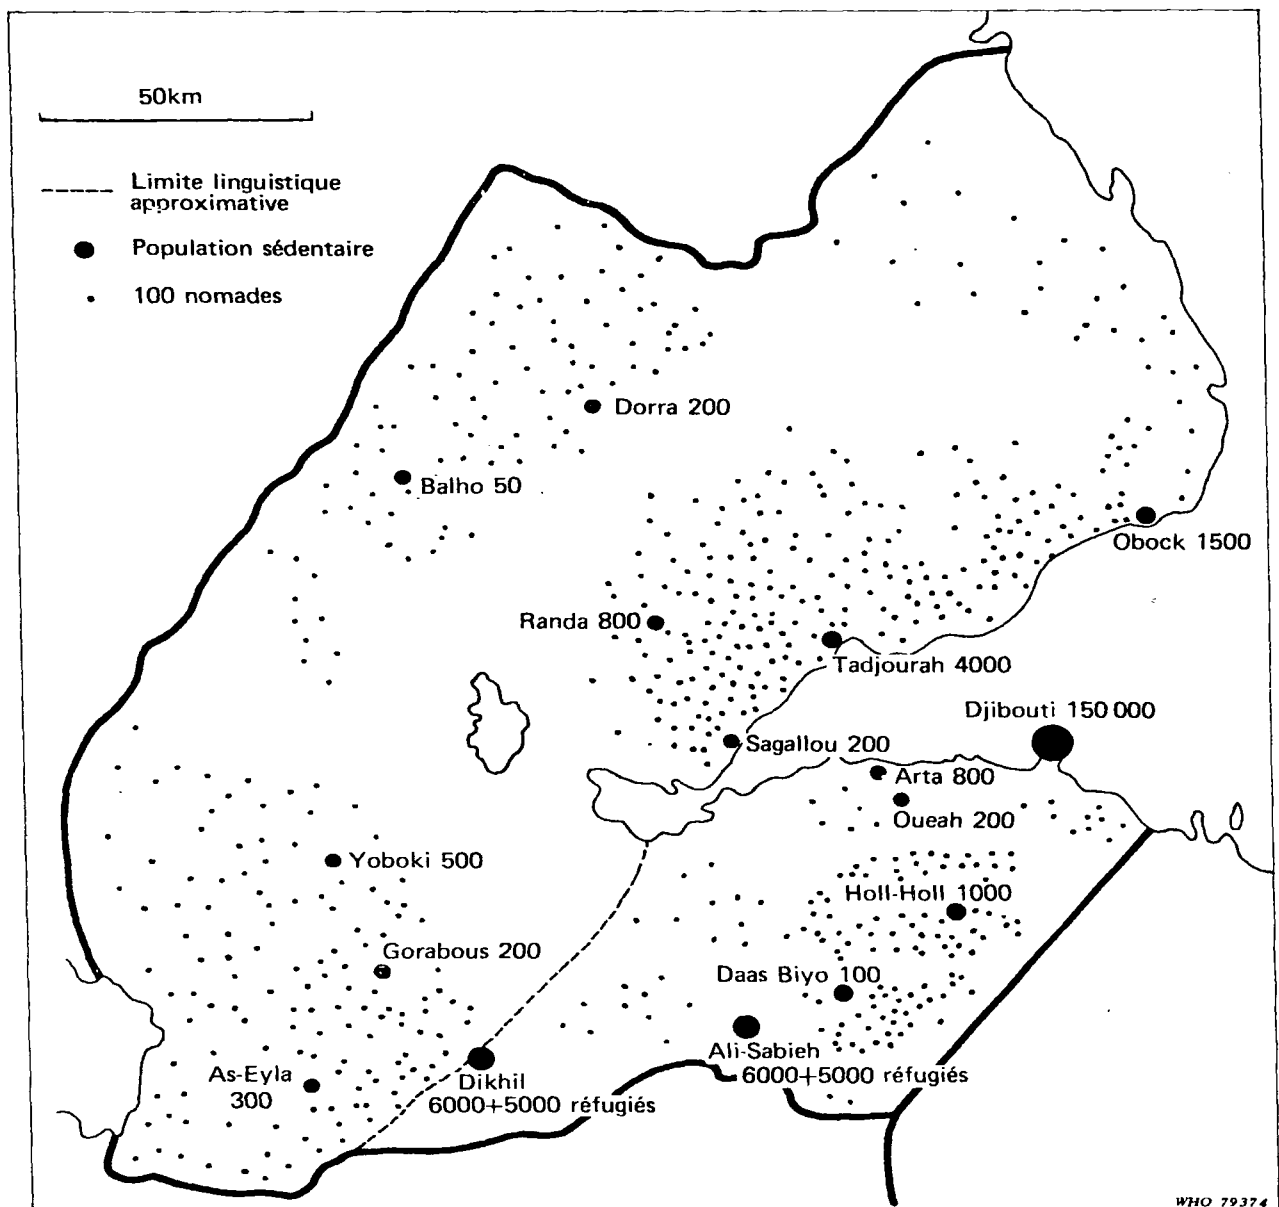 50km
Limite linguistique
approximative
Population sédentaire
100 nomades
Dorra 200
Balho 50
Obock 1500
Randa 800
Tadjourah 4000
Djibouti 150 000
Sagallou 200
Arta 800
Oueah 200
Yoboki 500
Holl-Holl 1000
Gorabous 200
Daas Biyo 100
Ali-Sabieh
6000+5000 réfugiés
As-Eyla
300
Dikhil
6000+5000 réfugiés
WHO 79374